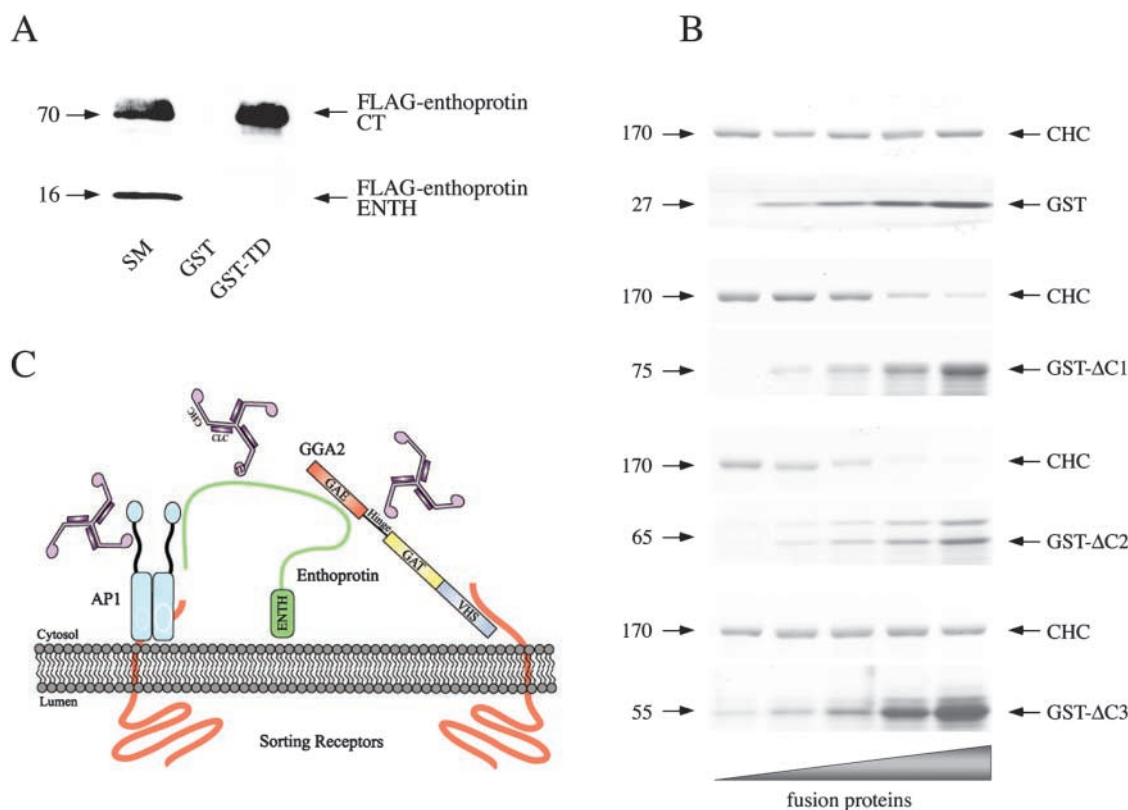 A
70
FLAG-enthoprotein
CT
16
FLAG-enthoprotein
ENTH
SM
GST
GST-TD
B
170
CHC
27
GST
170
CHC
75
GST-ΔC1
170
CHC
65
GST-ΔC2
170
CHC
55
GST-ΔC3
fusion proteins
C
CHC
CLC
GGA2
GAE
Hinge
GAT
VHS
Enthoprotin
ENTH
AP1
Cytosol
Lumen
Sorting Receptors